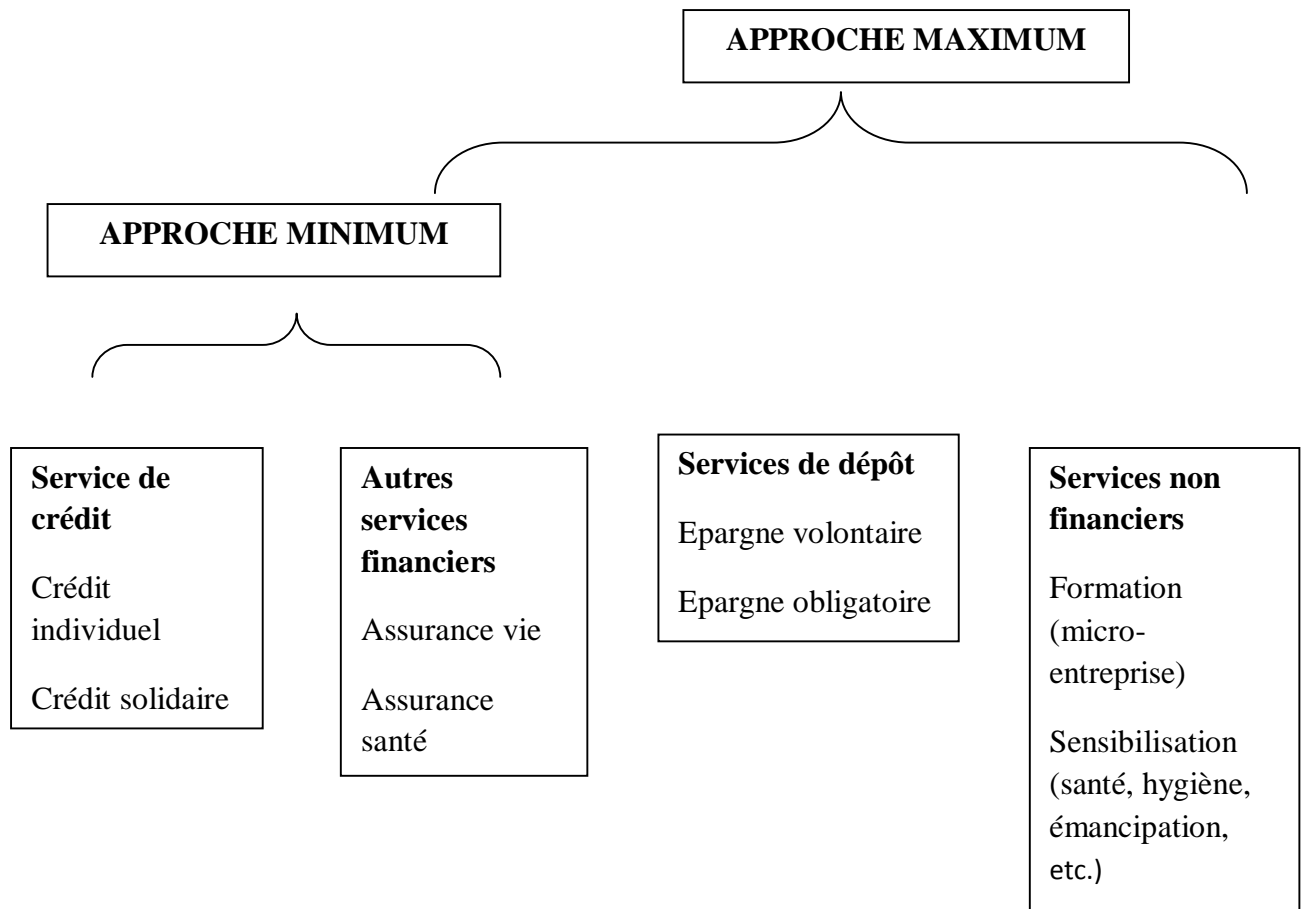 APPROCHE MAXIMUM
APPROCHE MINIMUM
Service de
crédit
Crédit
individuel
Crédit solidaire
Autres
services
financiers
Assurance vie
Assurance
santé
Services de dépôt
Epargne volontaire
Epargne obligatoire
Services non
financiers
Formation
(micro-
entreprise)
Sensibilisation
(santé, hygiène,
émancipation,
etc.)